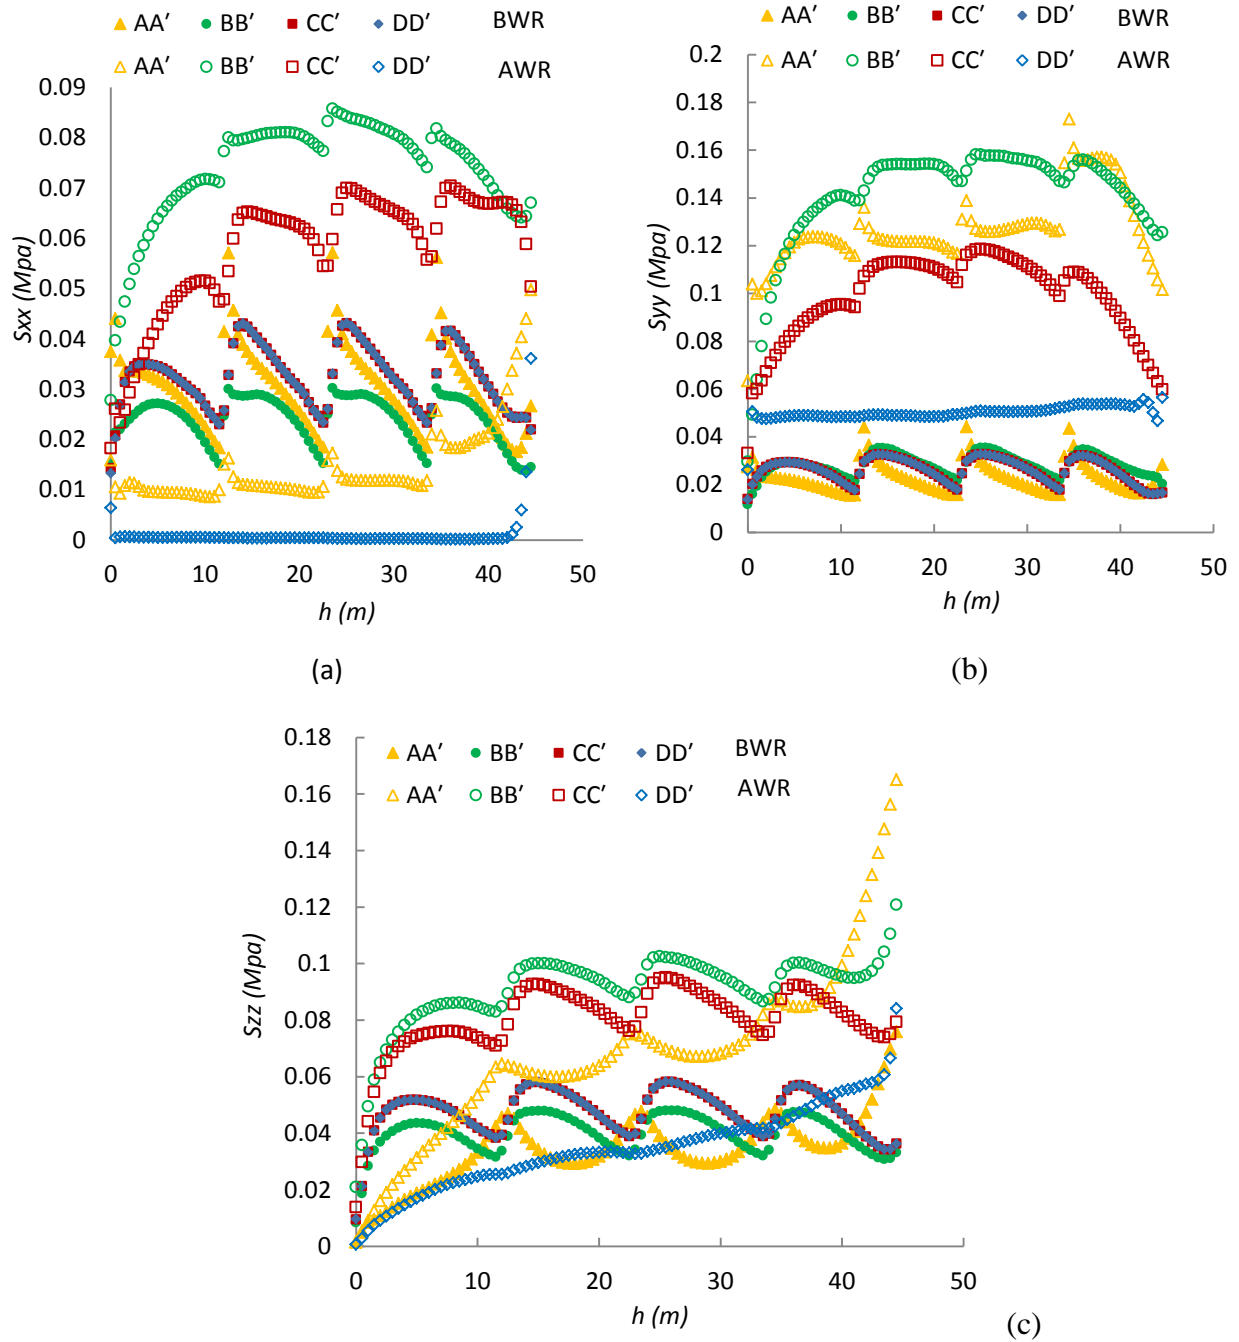 AA′ BB′ CC′ DD′ BWR
AA′ BB′ CC′ DD′ AWR
0.09
0.08
0.07
0.06
0.05
0.04
0.03
0.02
0.01
0
Sxx (Mpa)
0 10 20 30 40 50
h (m)
(a)
AA′ BB′ CC′ DD′ BWR
AA′ BB′ CC′ DD′ AWR
0.2
0.18
0.16
0.14
0.12
0.1
0.08
0.06
0.04
0.02
0
Syy (Mpa)
0 10 20 30 40 50
h (m)
(b)
AA′ BB′ CC′ DD′ BWR
AA′ BB′ CC′ DD′ AWR
0.18
0.16
0.14
0.12
0.1
0.08
0.06
0.04
0.02
0
Szz (Mpa)
0 10 20 30 40 50
h (m)
(c)